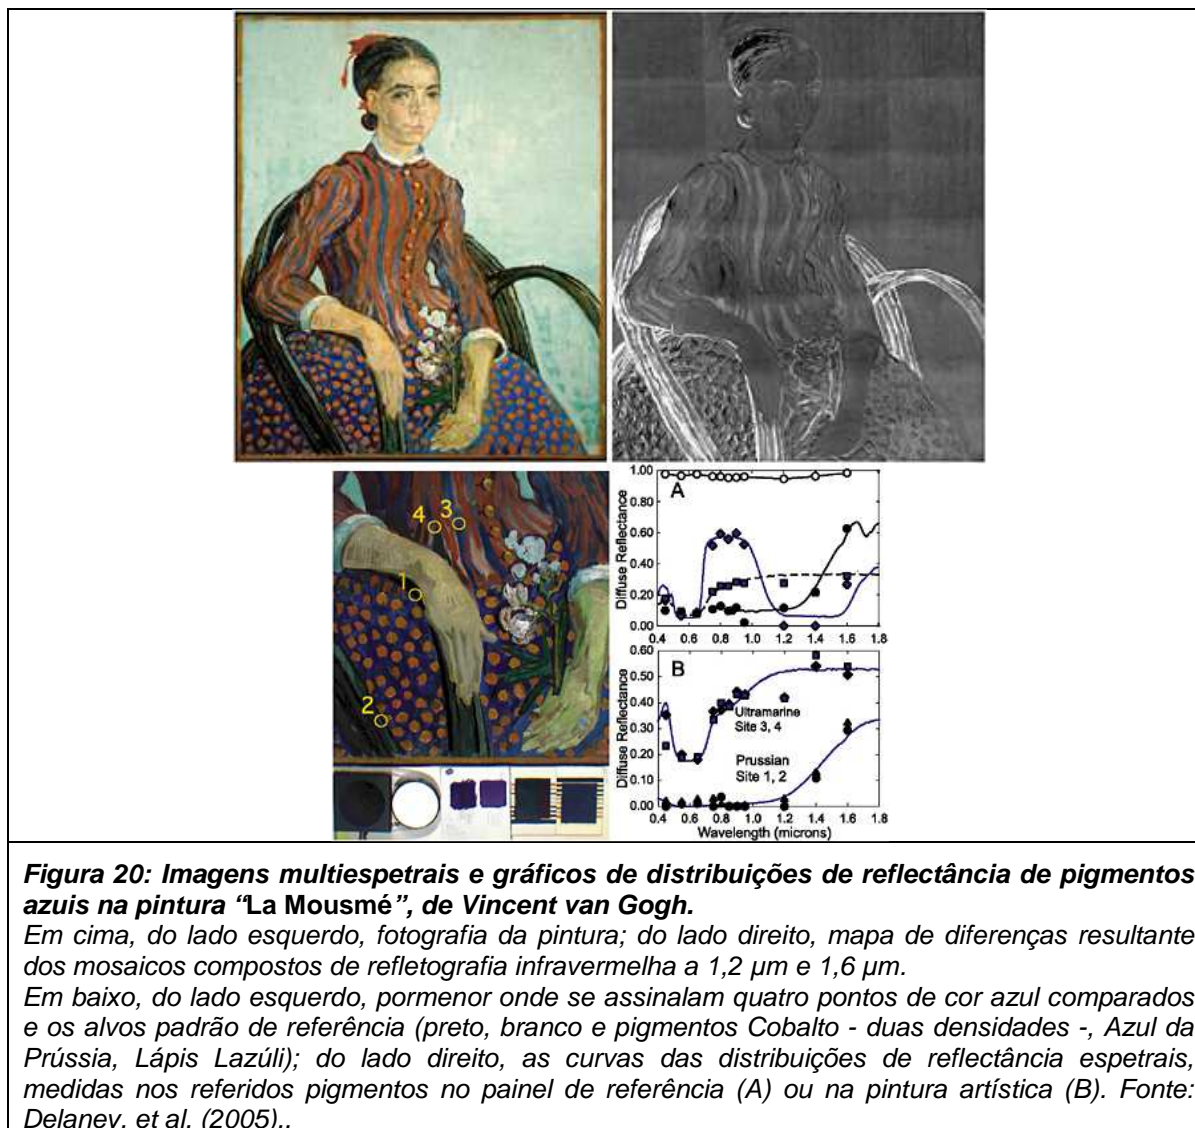 4 3
1
2
A
Diffuse Reflectance
1.00
0.80
0.60
0.40
0.20
0.00
0.4 0.6 0.8 1.0 1.2 1.4 1.6 1.8
B
Diffuse Reflectance
0.60
0.50
0.40
0.30
0.20
0.10
0.00
Ultramarine
Site 3, 4
Prussian
Site 1, 2
0.4 0.6 0.8 1.0 1.2 1.4 1.6 1.8
Wavelength (microns)
Figura 20: Imagens multiespetrais e gráficos de distribuições de reflectância de pigmentos
azuis na pintura “La Mousmé”, de Vincent van Gogh.
Em cima, do lado esquerdo, fotografia da pintura; do lado direito, mapa de diferenças resultante
dos mosaicos compostos de refletografia infravermelha a 1,2 µm e 1,6 µm.
Em baixo, do lado esquerdo, pormenor onde se assinalam quatro pontos de cor azul comparados
e os alvos padrão de referência (preto, branco e pigmentos Cobalto - duas densidades -, Azul da
Prússia, Lápis Lazúli); do lado direito, as curvas das distribuições de reflectância espetrais,
medidas nos referidos pigmentos no painel de referência (A) ou na pintura artística (B). Fonte:
Delaney, et al. (2005)..